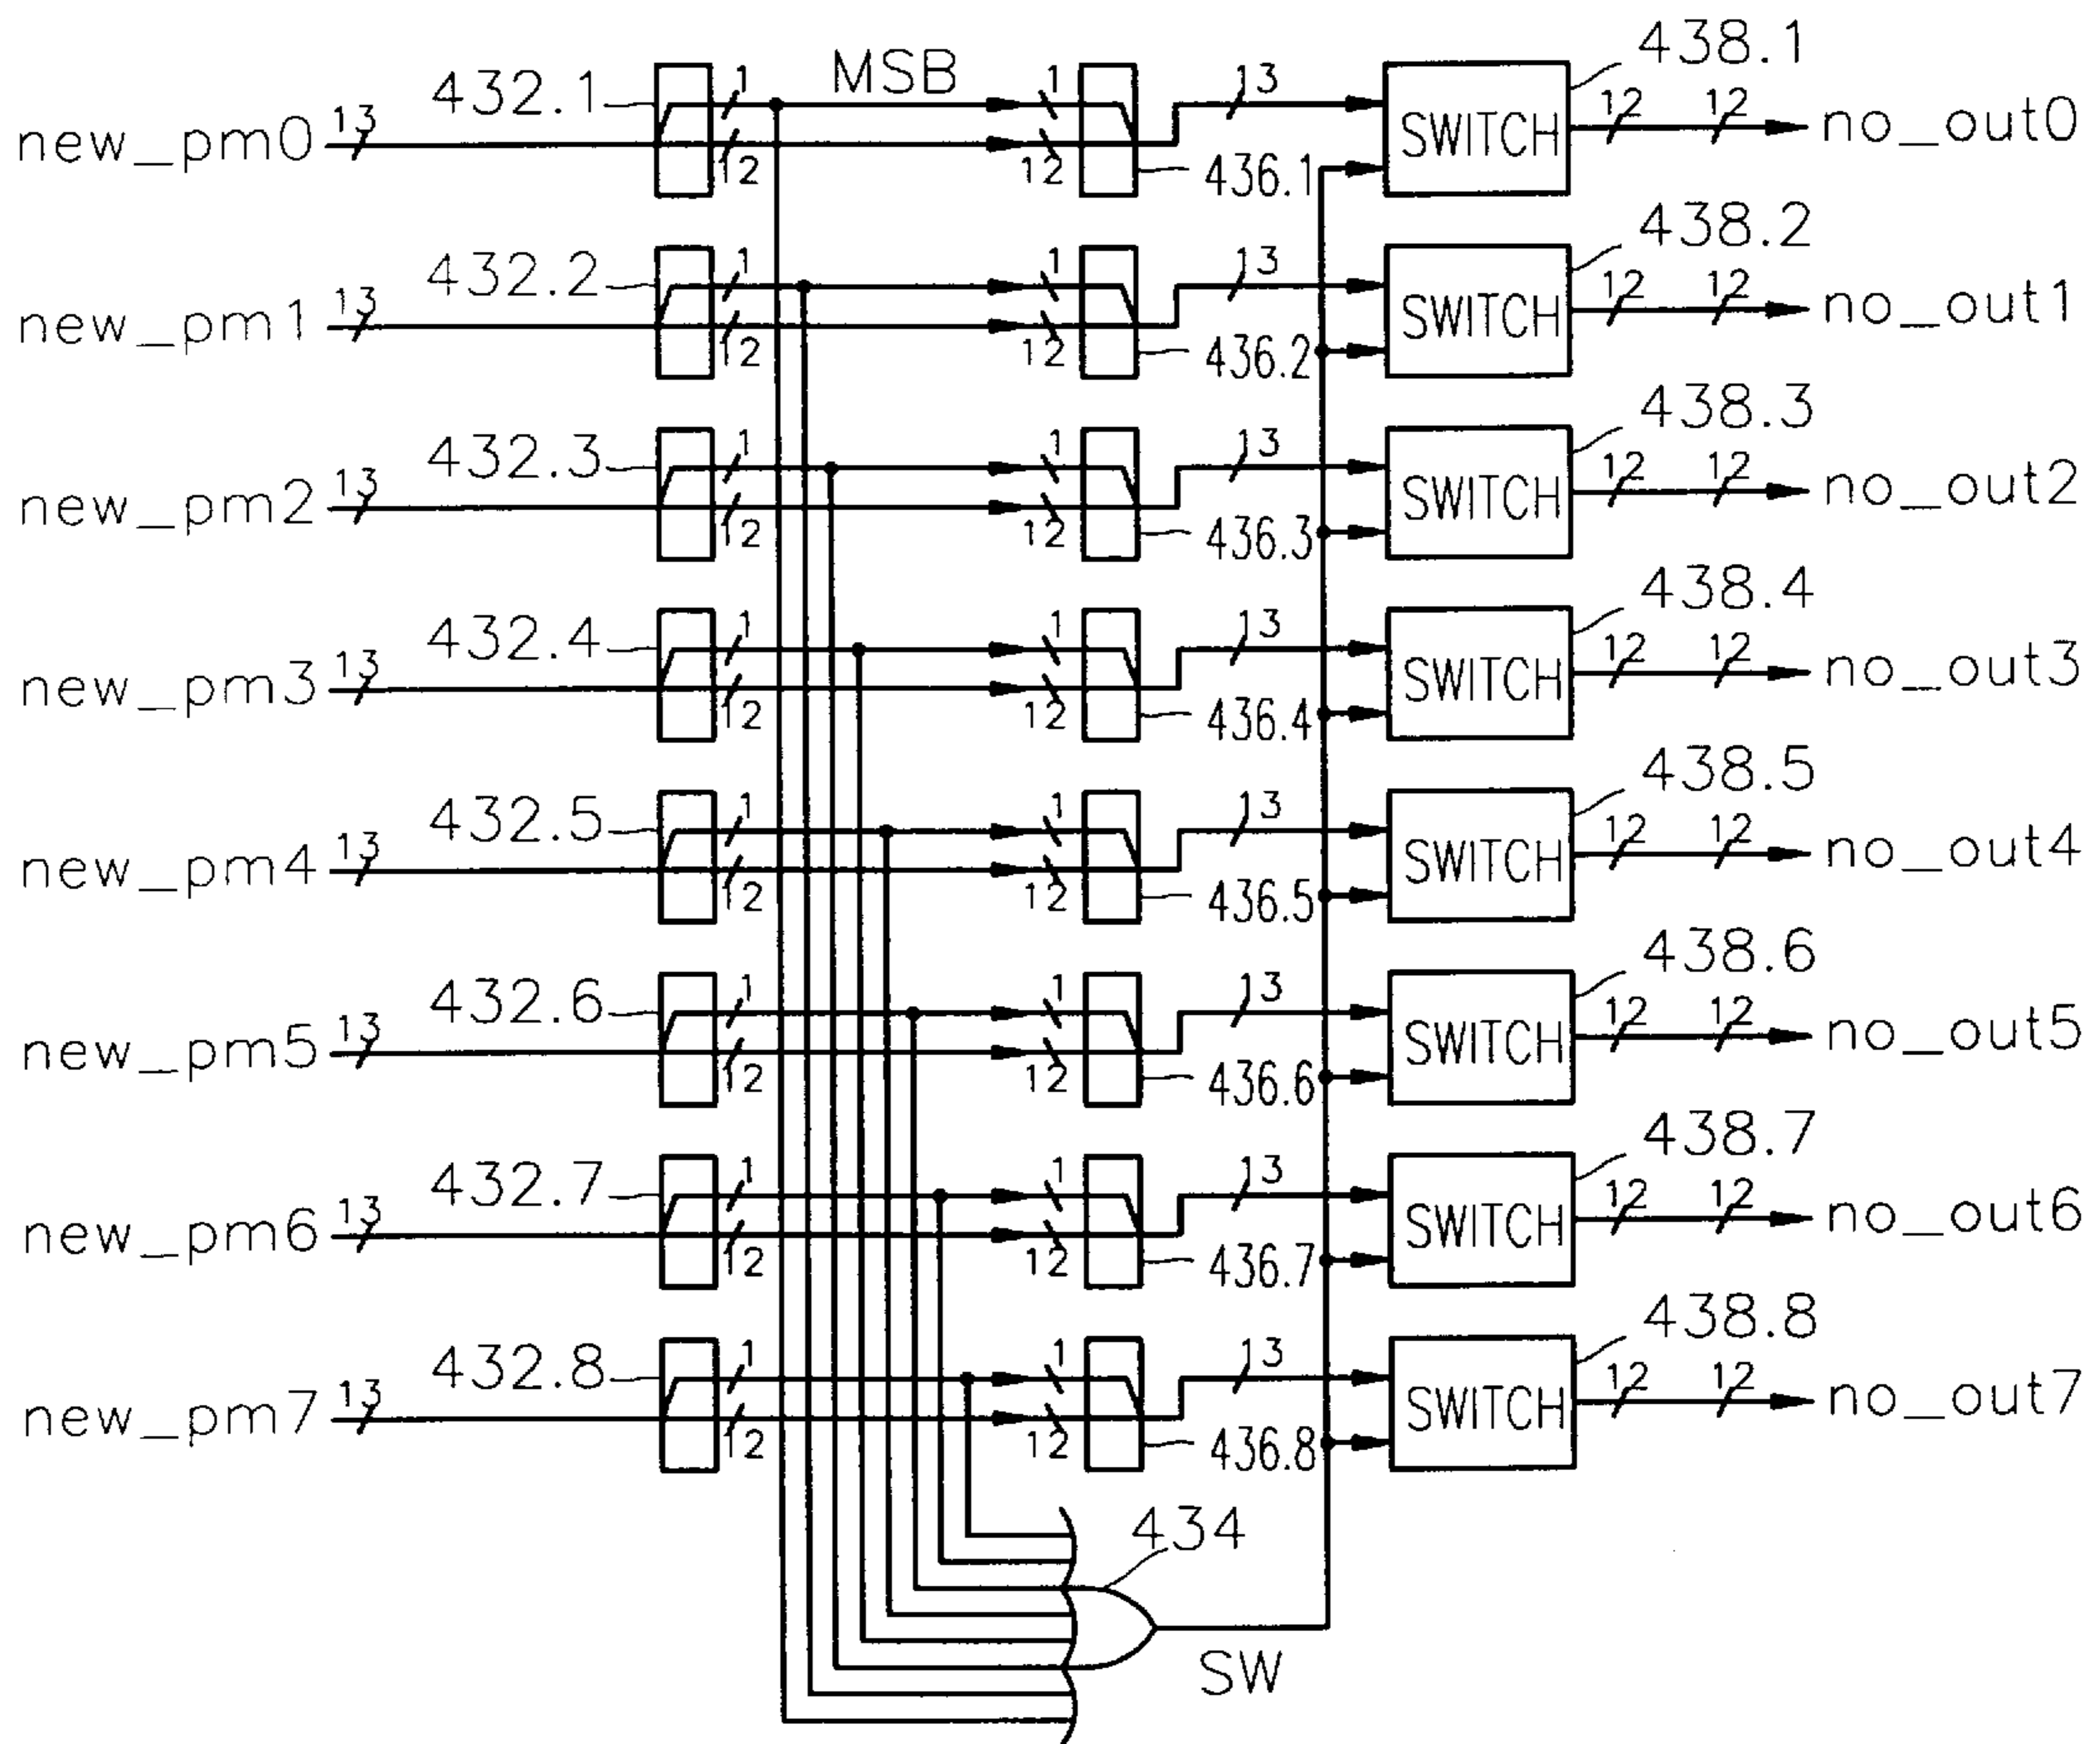 432.1 1 MSB 1 13 438.1
new_pm0 13 12 12 436.1 SWITCH 12 12 no_out0
432.2 1 1 13 438.2
new_pm1 13 12 12 436.2 SWITCH 12 12 no_out1
432.3 1 1 13 438.3
new_pm2 13 12 12 436.3 SWITCH 12 12 no_out2
432.4 1 1 13 438.4
new_pm3 13 12 12 436.4 SWITCH 12 12 no_out3
432.5 1 1 13 438.5
new_pm4 13 12 12 436.5 SWITCH 12 12 no_out4
432.6 1 1 13 438.6
new_pm5 13 12 12 436.6 SWITCH 12 12 no_out5
432.7 1 1 13 438.7
new_pm6 13 12 12 436.7 SWITCH 12 12 no_out6
432.8 1 1 13 438.8
new_pm7 13 12 12 436.8 SWITCH 12 12 no_out7
434
SW